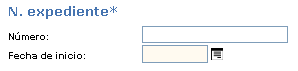 N. expediente*
Número:
Fecha de inicio: